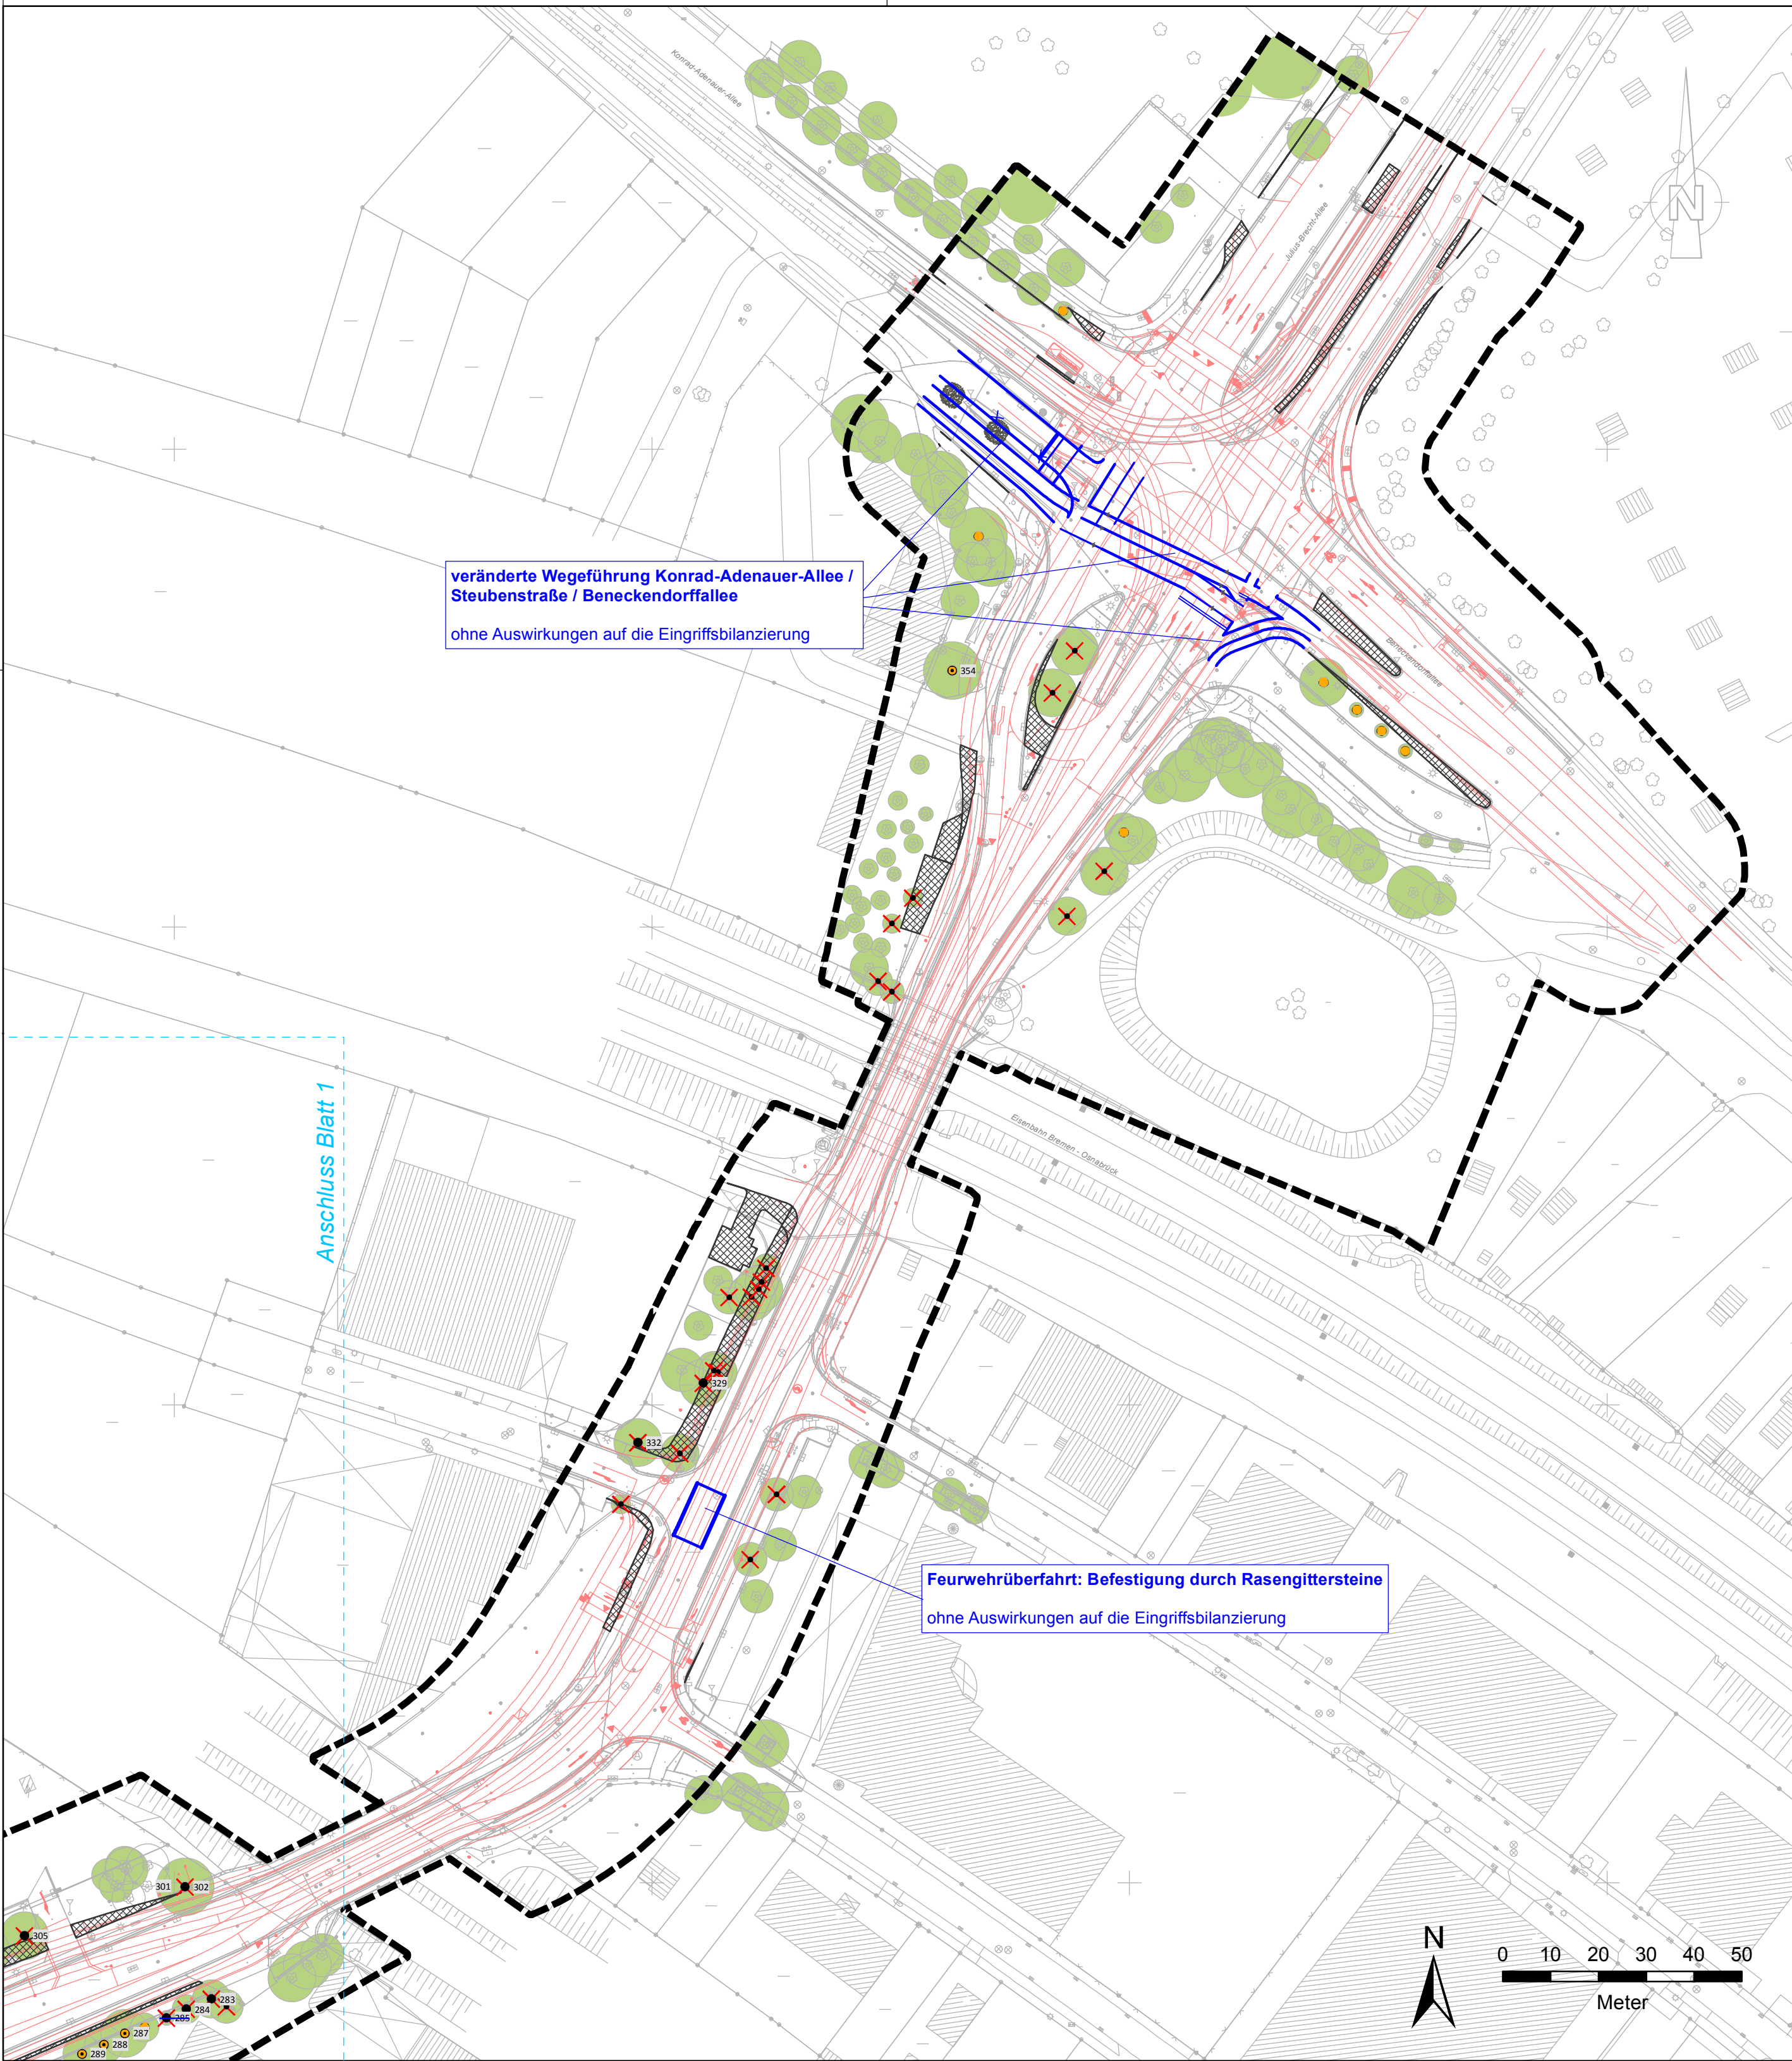 Konrad-Adenauer-Allee
Julius-Brecht-Allee
N
veränderte Wegeführung Konrad-Adenauer-Allee /
Steubenstraße / Beneckendorffallee
ohne Auswirkungen auf die Eingriffsbilanzierung
Beneckendorffallee
354
Anschluss Blatt 1
Eisenbahn Bremen - Osnabrück
329
332
Feurwehrüberfahrt: Befestigung durch Rasengittersteine
ohne Auswirkungen auf die Eingriffsbilanzierung
301
302
305
283
284
285
287
288
289
N
0 10 20 30 40 50
Meter